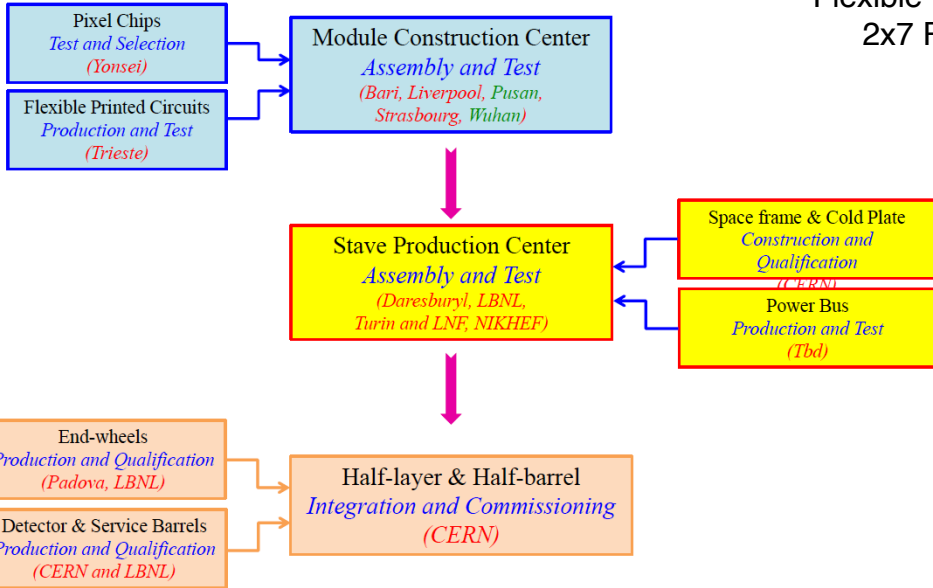 Flexible
2x7 F
Pixel Chips
Test and Selection
(Yonsei)
Flexible Printed Circuits
Production and Test
(Trieste)
Module Construction Center
Assembly and Test
(Bari, Liverpool, Pusan,
Strasbourg, Wuhan)
Stave Production Center
Assembly and Test
(Daresburyl, LBNL,
Turin and LNF, NIKHEF)
Space frame & Cold Plate
Construction and
Qualification
(CERN)
Power Bus
Production and Test
(Tbd)
End-wheels
Production and Qualification
(Padova, LBNL)
Detector & Service Barrels
Production and Qualification
(CERN and LBNL)
Half-layer & Half-barrel
Integration and Commissioning
(CERN)